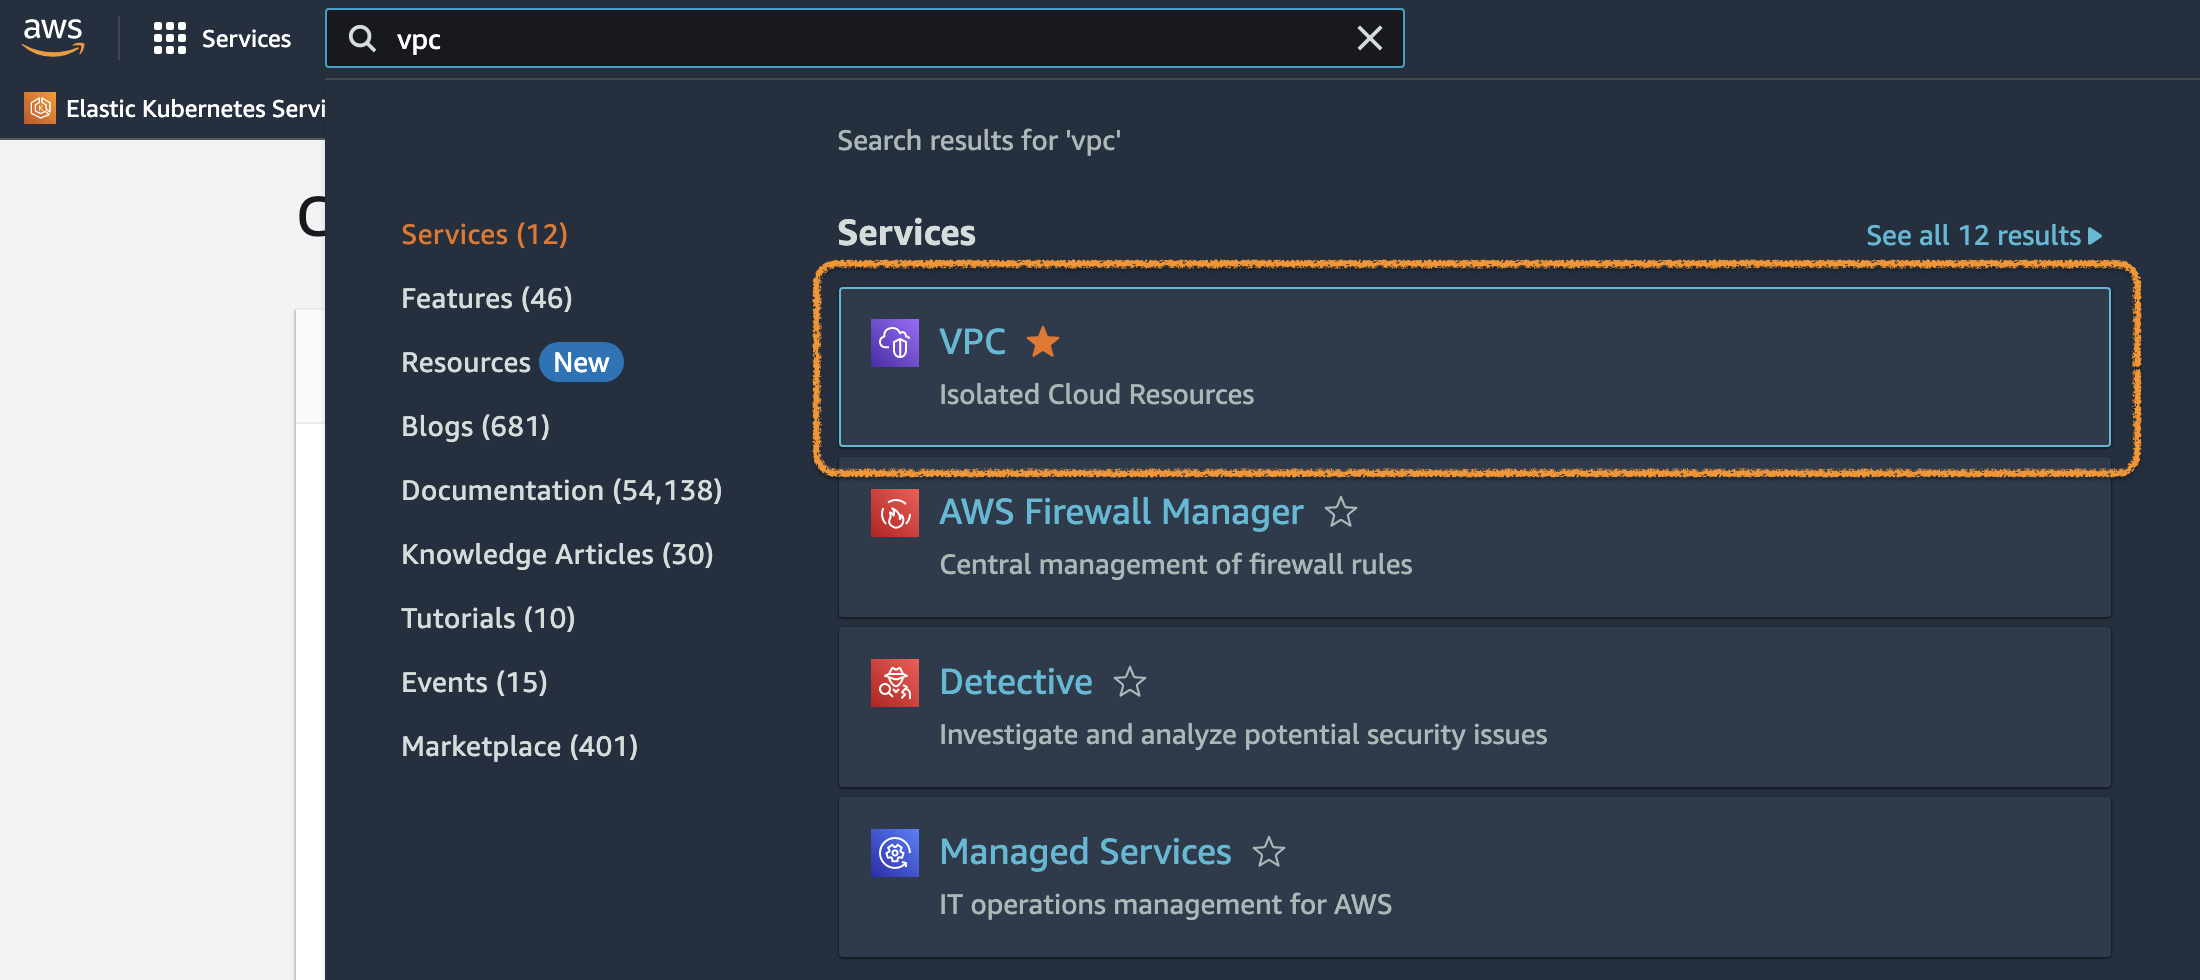 aws
Services
vpc
Elastic Kubernetes Servi
Search results for 'vpc'
Services (12)
Features (46)
Resources New
Blogs (681)
Documentation (54,138)
Knowledge Articles (30)
Tutorials (10)
Events (15)
Marketplace (401)
Services
See all 12 results
VPC
Isolated Cloud Resources
AWS Firewall Manager
Central management of firewall rules
Detective
Investigate and analyze potential security issues
Managed Services
IT operations management for AWS